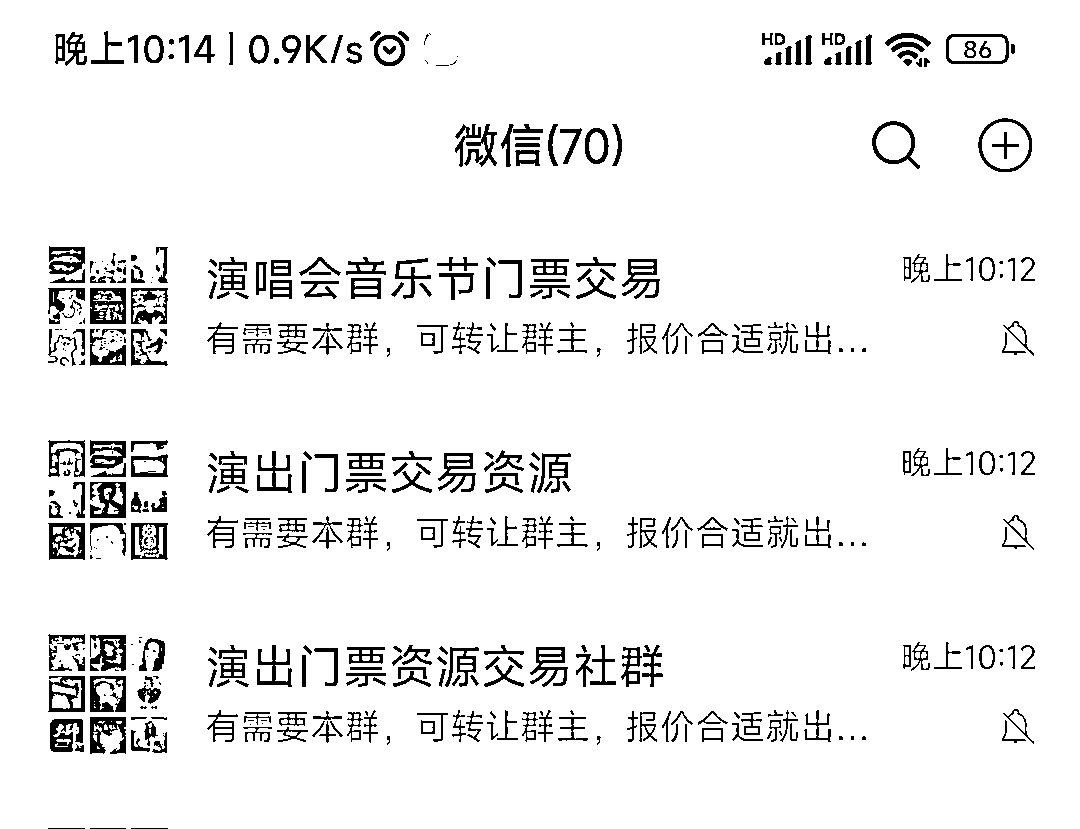 晚上10:14 | 0.9K/s
HD HD 86
微信(70)
演唱会音乐节门票交易
晚上10:12
有需要本群，可转让群主，报价合适就出...
演出门票交易资源
晚上10:12
有需要本群，可转让群主，报价合适就出...
演出门票资源交易社群
晚上10:12
有需要本群，可转让群主，报价合适就出...